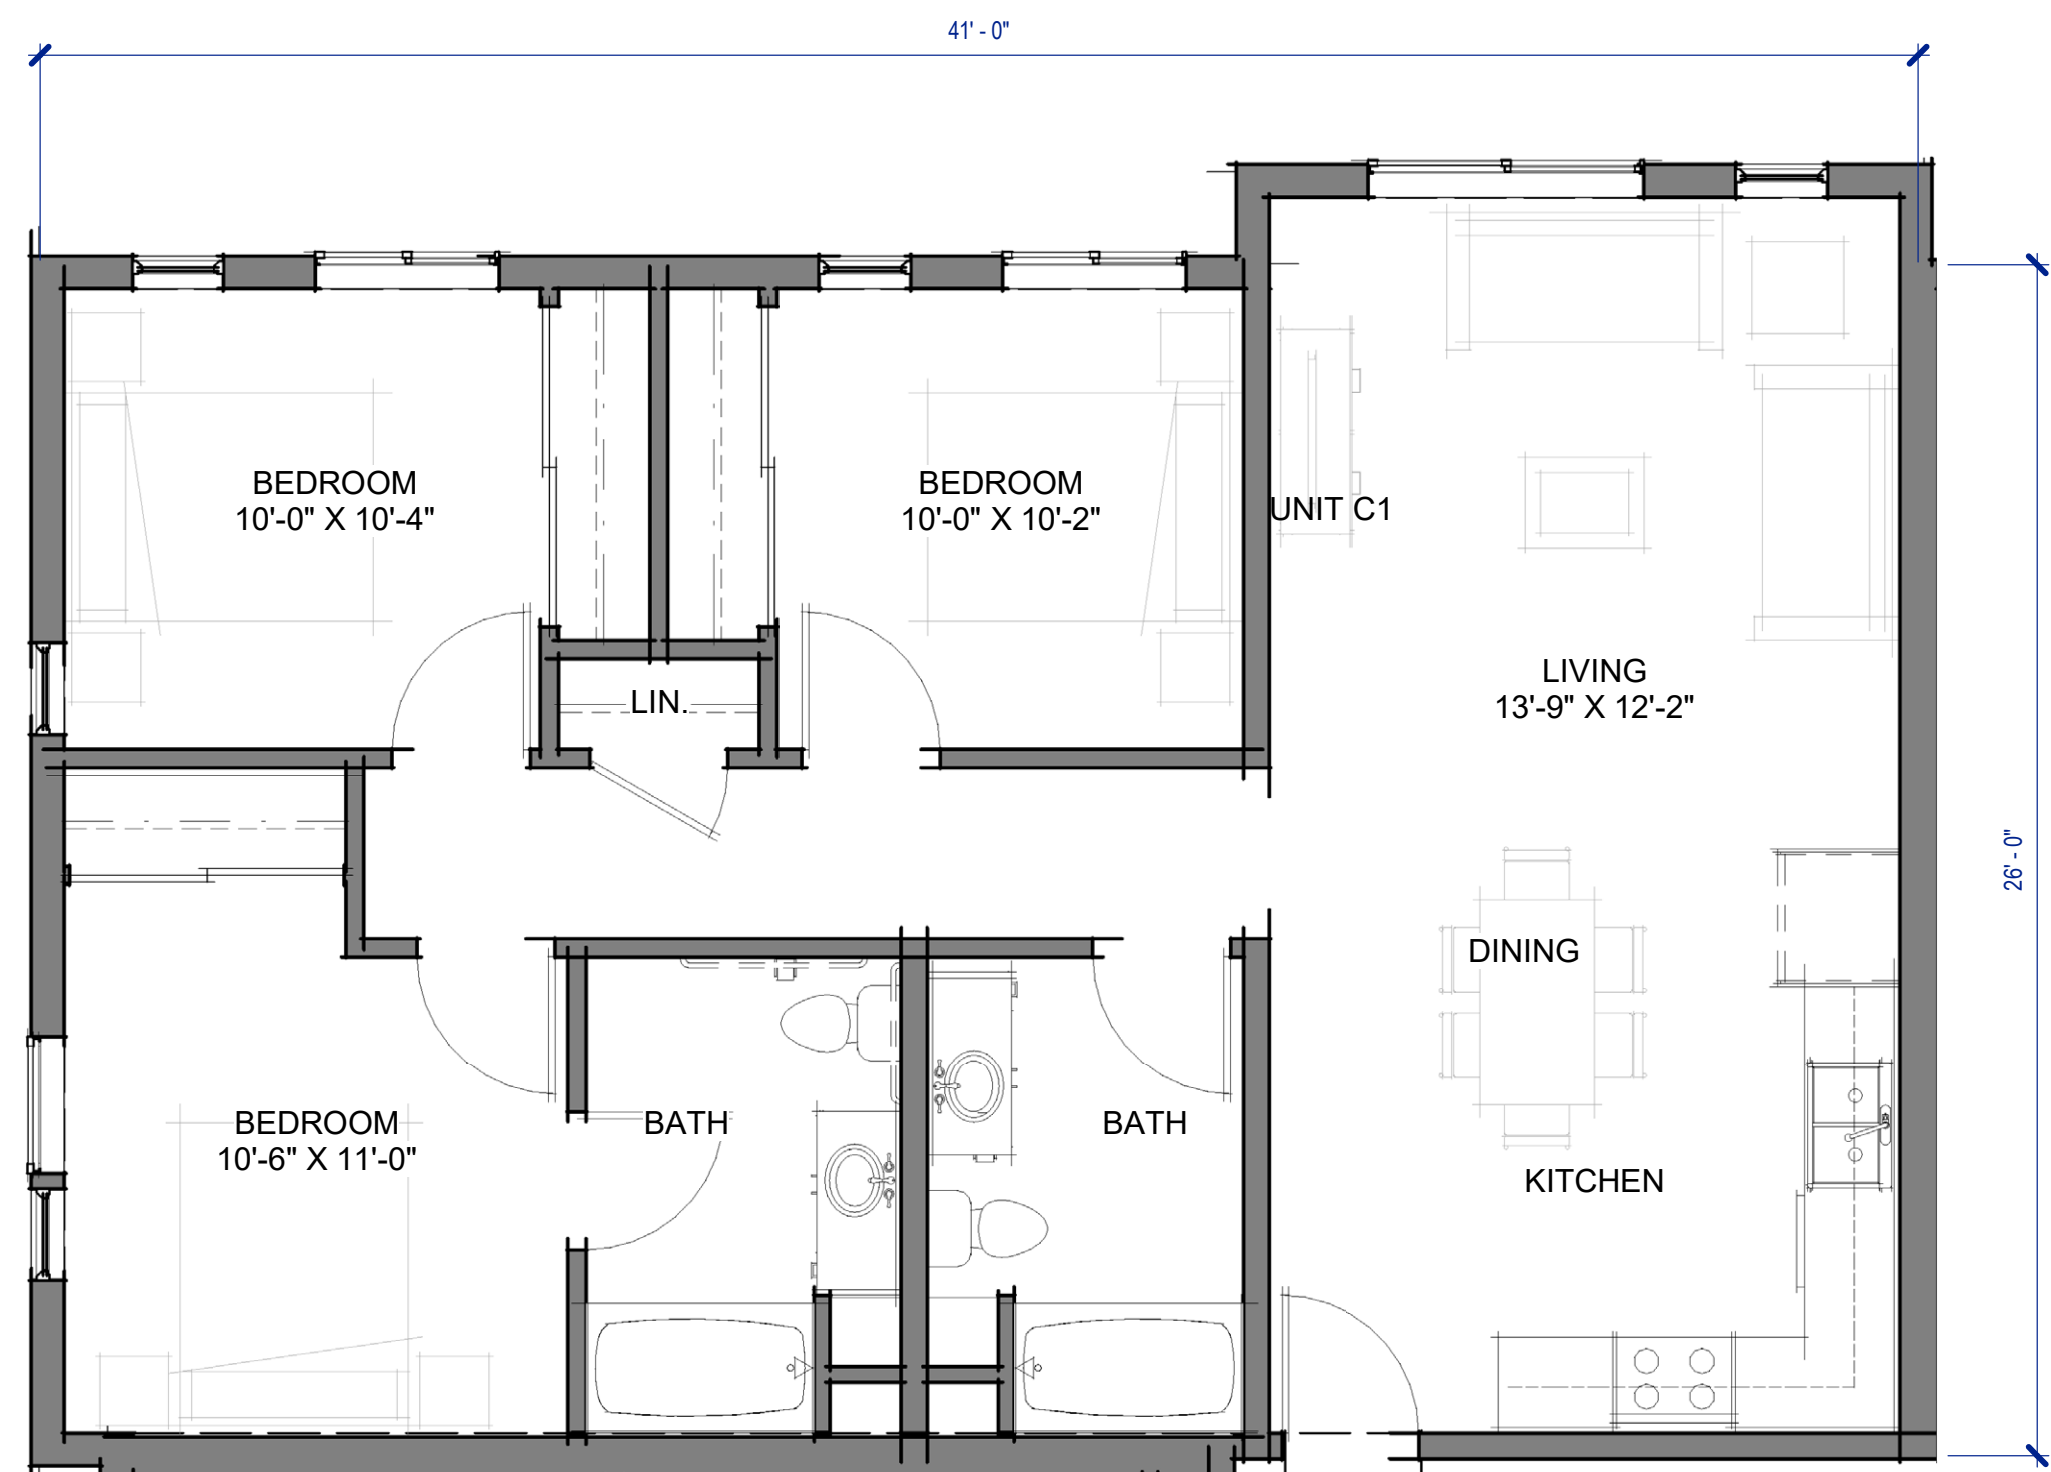 41' - 0"
BEDROOM
10'-0" X 10'-4"
BEDROOM
10'-0" X 10'-2"
UNIT C1
LIVING
13'-9" X 12'-2"
LIN.
26' - 0"
DINING
BEDROOM
10'-6" X 11'-0"
BATH
BATH
KITCHEN